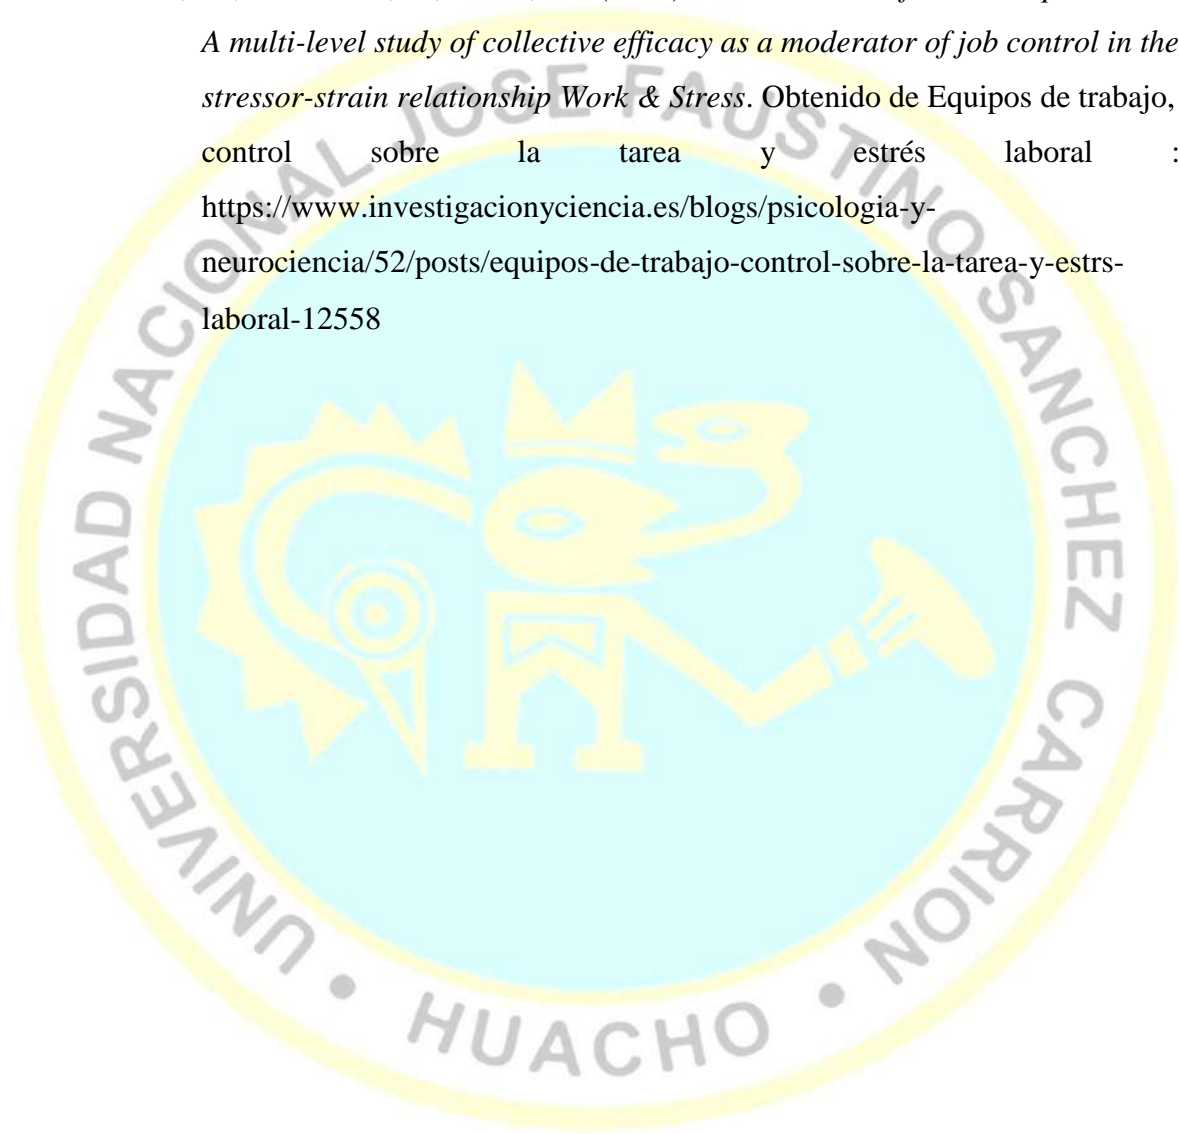 A multi-level study of collective efficacy as a moderator of job control in the
stressor-strain relationship Work & Stress. Obtenido de Equipos de trabajo,
control sobre la tarea y estrés laboral :
https://www.investigacionyciencia.es/blogs/psicologia-y-
neurociencia/52/posts/equipos-de-trabajo-control-sobre-la-tarea-y-estrs-
laboral-12558
UNIVERSIDAD NACIONAL JOSE FAUSTINO SANCHEZ CARRION
• HUACHO •